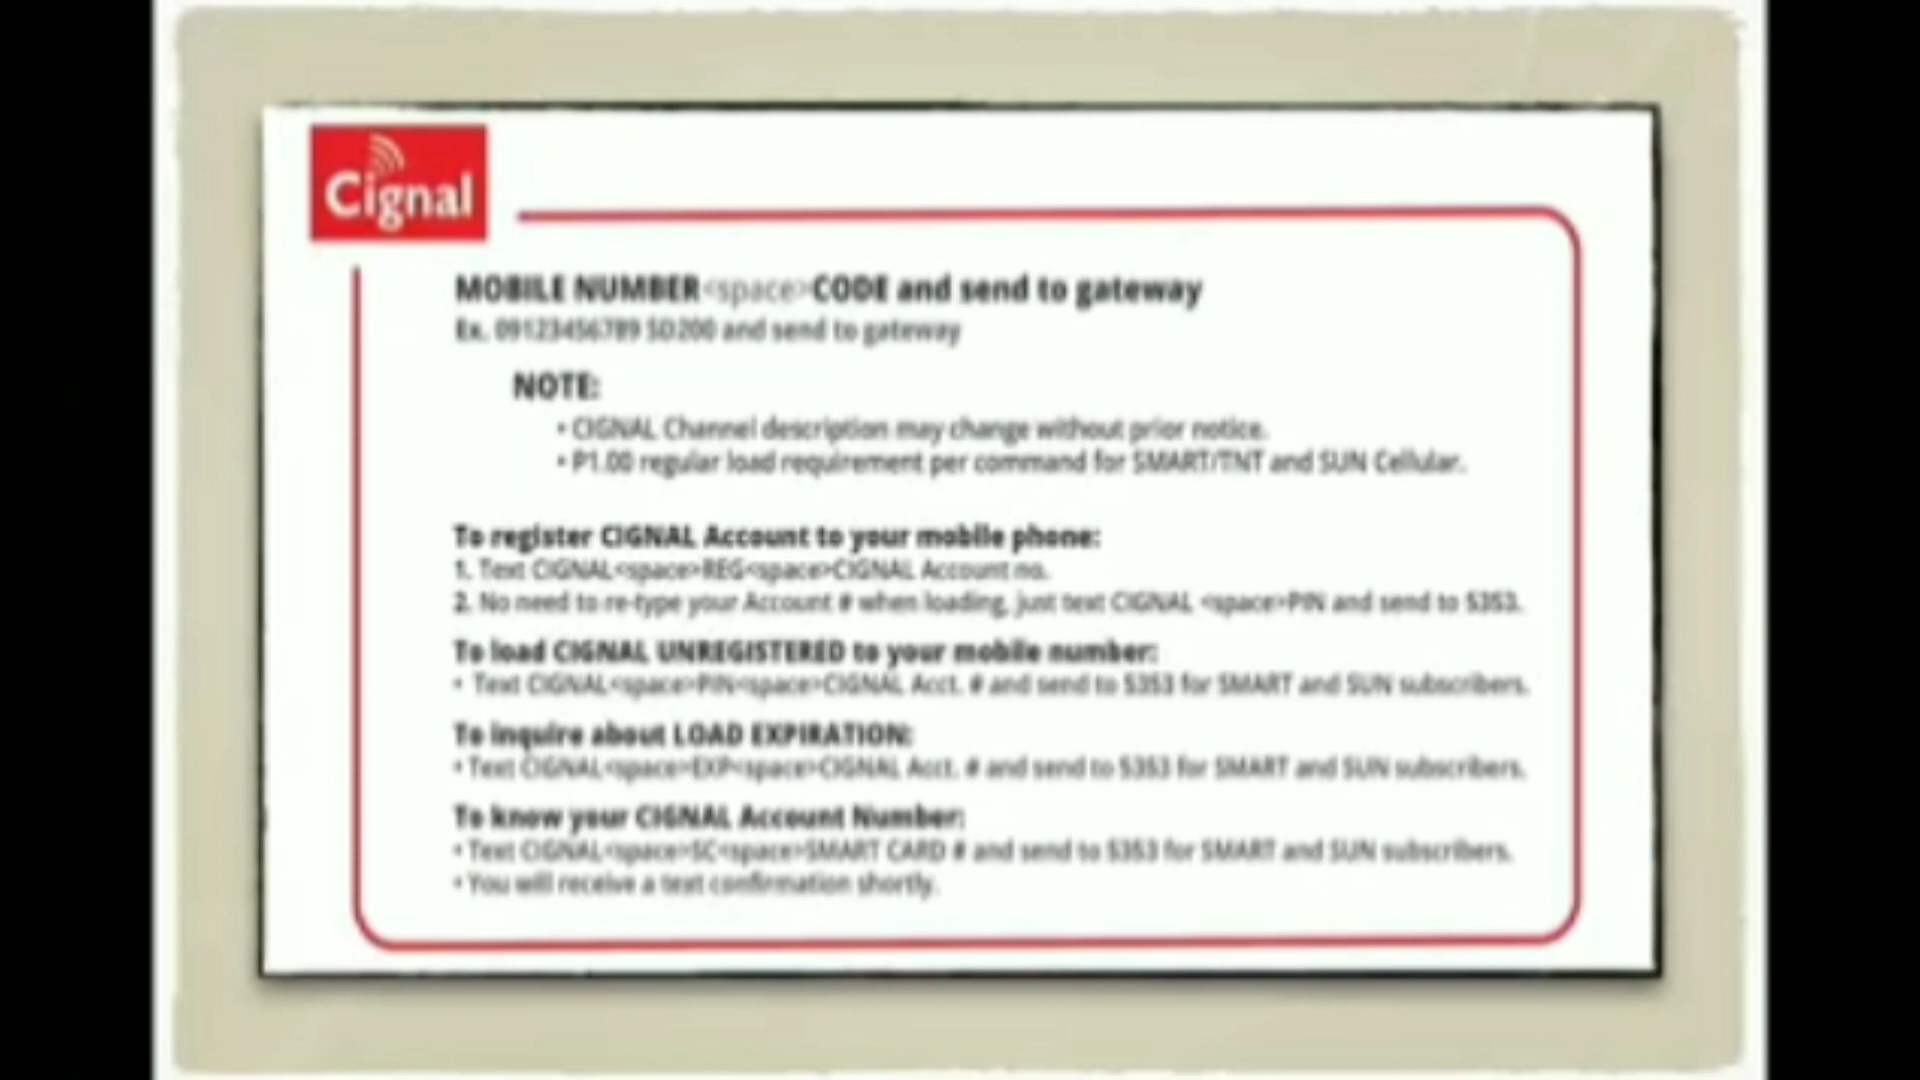 Cignal
MOBILE NUMBER<space>CODE and send to gateway
Ex. 09123456789 SD200 and send to gateway
NOTE:
• CIGNAL Channel description may change without prior notice.
• P1.00 regular load requirement per command for SMART/TNT and SUN Cellular.
To register CIGNAL Account to your mobile phone:
1. Text CIGNAL<space>REG<space>CIGNAL Account no.
2. No need to re-type your Account # when loading, just text CIGNAL <space>PIN and send to 5353.
To load CIGNAL UNREGISTERED to your mobile number:
• Text CIGNAL<space>PIN<space>CIGNAL Acct. # and send to 5353 for SMART and SUN subscribers.
To inquire about LOAD EXPIRATION:
• Text CIGNAL<space>EXP<space>CIGNAL Acct. # and send to 5353 for SMART and SUN subscribers.
To know your CIGNAL Account Number:
• Text CIGNAL<space>SC<space>SMART CARD # and send to 5353 for SMART and SUN subscribers.
• You will receive a text confirmation shortly.